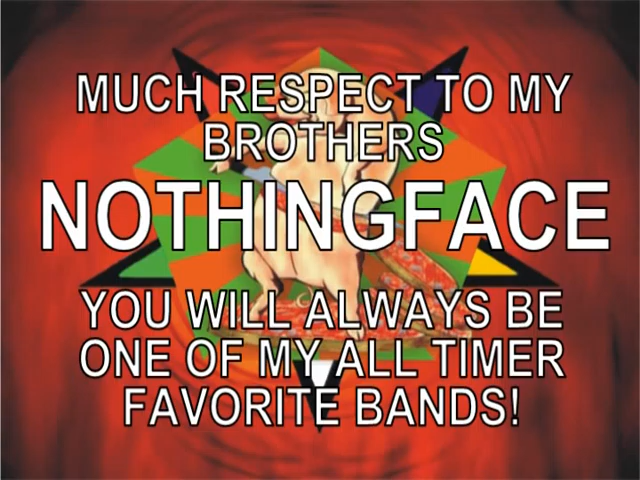 MUCH RESPECT TO MY
BROTHERS
NOTHINGFACE
YOU WILL ALWAYS BE
ONE OF MY ALL TIMER
FAVORITE BANDS!